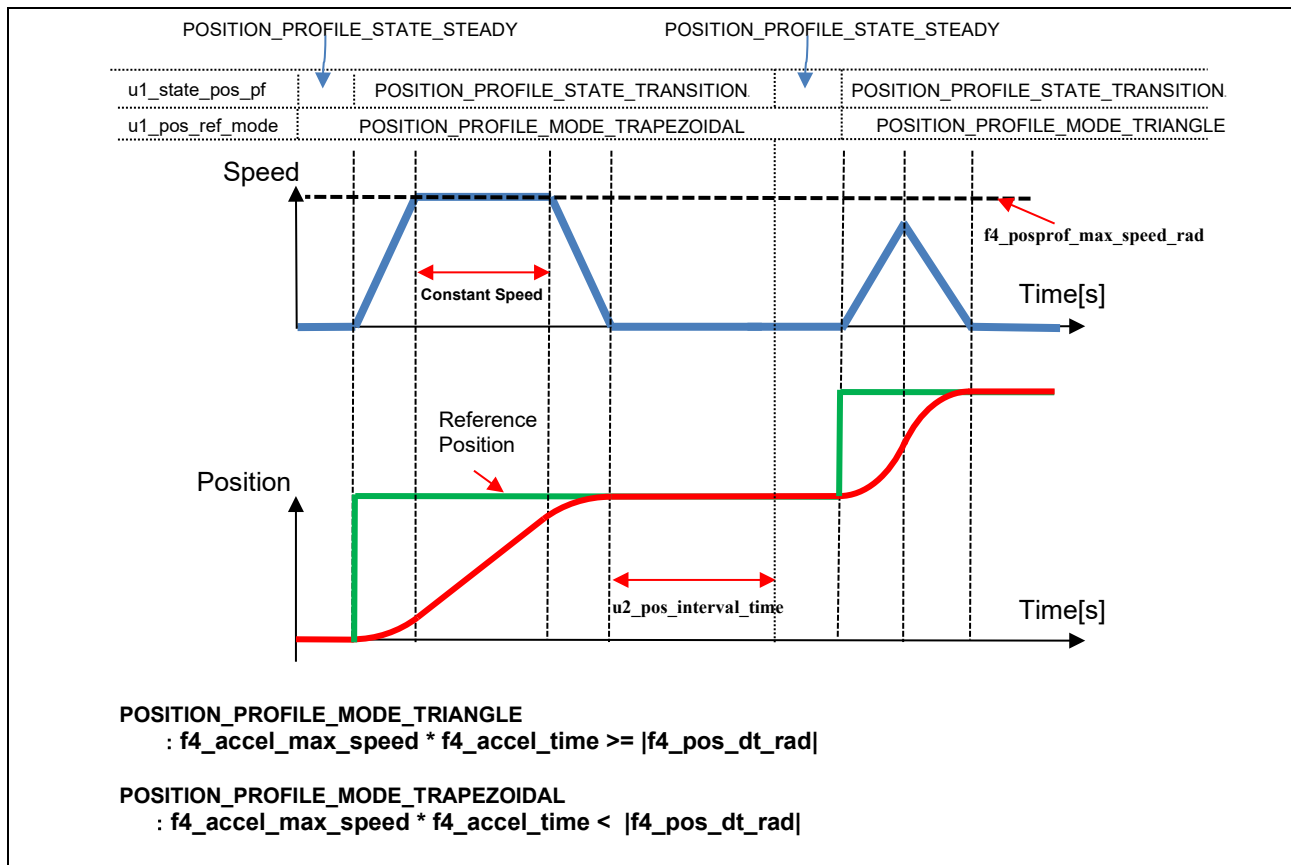 POSITION_PROFILE_STATE_STEADY POSITION_PROFILE_STATE_STEADY
u1_state_pos_pf POSITION_PROFILE_STATE_TRANSITION POSITION_PROFILE_STATE_TRANSITION
u1_pos_ref_mode POSITION_PROFILE_MODE_TRAPEZOIDAL POSITION_PROFILE_MODE_TRIANGLE
Speed
f4_posprof_max_speed_rad
Constant Speed
Time[s]
Reference
Position
Position
u2_pos_interval_time
Time[s]
POSITION_PROFILE_MODE_TRIANGLE
: f4_accel_max_speed * f4_accel_time >= |f4_pos_dt_rad|
POSITION_PROFILE_MODE_TRAPEZOIDAL
: f4_accel_max_speed * f4_accel_time < |f4_pos_dt_rad|